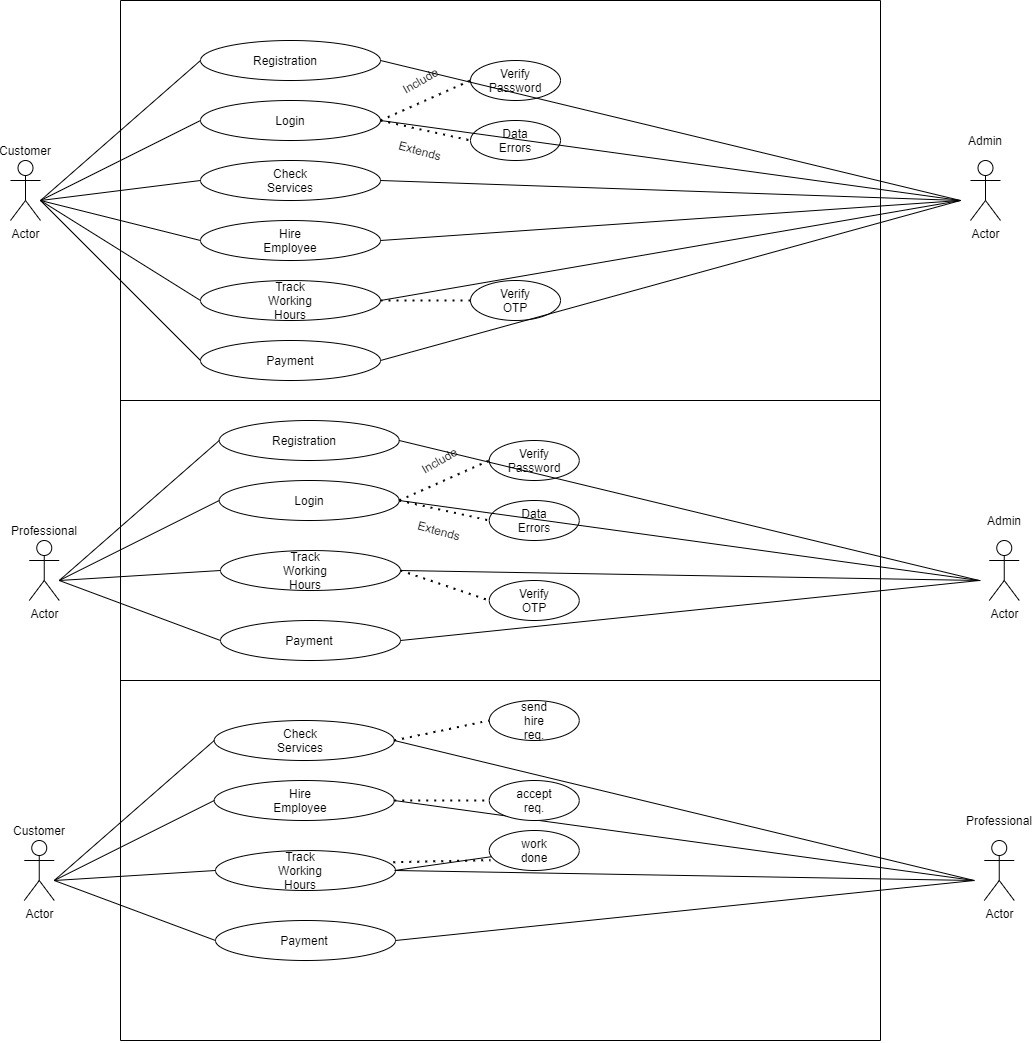 Registration
Include
Verify
Password
Login
Data
Errors
Extends
Customer
Admin
Check
Services
Actor
Actor
Hire
Employee
Track
Working
Hours
Verify
OTP
Payment
Registration
Include
Verify
Password
Login
Data
Errors
Extends
Professional
Admin
Track
Working
Hours
Verify
OTP
Actor
Actor
Payment
send
hire
req.
Check
Services
Hire
Employee
accept
req.
Customer
Professional
work
done
Track
Working
Hours
Actor
Actor
Payment